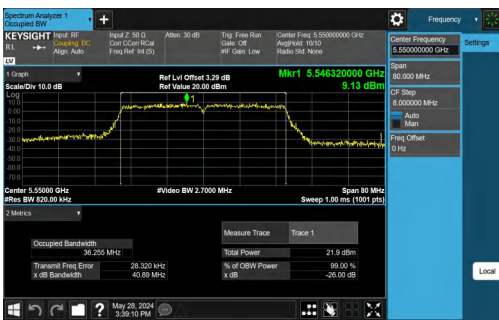 Spectrum Analyzer 1
Occupied BW
Frequency
KEYSIGHT Input: RF Input Z: 50 Ω Atten: 30 dB Trig: Free Run Center Freq: 5.550000000 GHz
RL Coupling: DC Corr CCorr RCal Gate: Off Avg|Hold: 10/10
Align: Auto Freq Ref: Int (S) #IF Gain: Low Radio Std: None
LXI
Center Frequency Settings
5.550000000 GHz
Span
80.000 MHz
CF Step
8.000000 MHz
Auto
Man
Freq Offset
0 Hz
1 Graph Ref Lvl Offset 3.29 dB Mkr1 5.546320000 GHz
Scale/Div 10.0 dB Ref Value 20.00 dBm 9.13 dBm
Log
10.0
0.00
-10.0
-20.0
-30.0
-40.0
-50.0
-60.0
-70.0
1
Center 5.55000 GHz #Video BW 2.7000 MHz Span 80 MHz
#Res BW 820.00 kHz Sweep 1.00 ms (1001 pts)
2 Metrics
Measure Trace Trace 1
Occupied Bandwidth
36.255 MHz Total Power 21.9 dBm
Transmit Freq Error 28.320 kHz % of OBW Power 99.00 %
x dB Bandwidth 40.89 MHz x dB -26.00 dB
Local
? May 28, 2024
3:39:10 PM